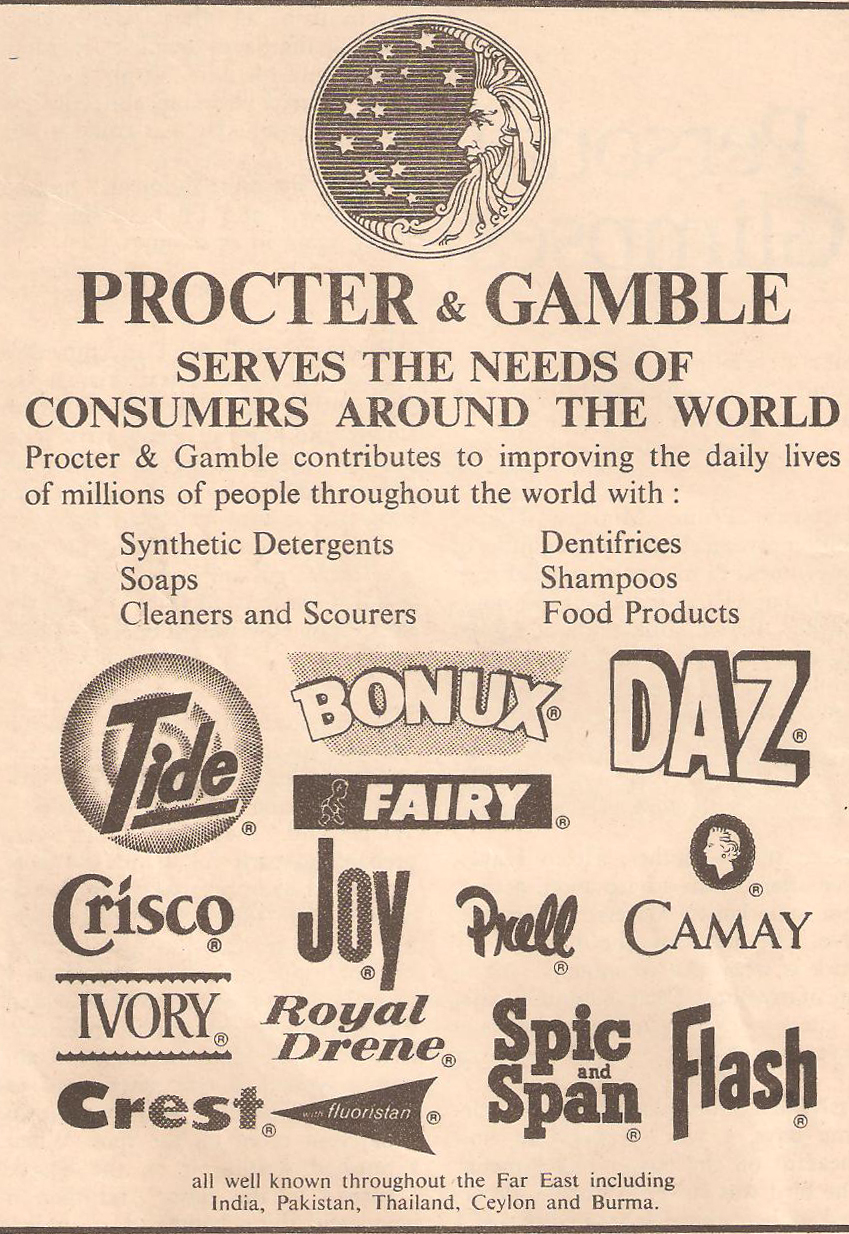 PROCTER & GAMBLE
SERVES THE NEEDS OF
CONSUMERS AROUND THE WORLD
Procter & Gamble contributes to improving the daily lives
of millions of people throughout the world with :
Synthetic Detergents
Soaps
Cleaners and Scourers
Dentifrices
Shampoos
Food Products
Tide®
BONUX®
DAZ®
FAIRY®
Crisco®
Joy®
Prell®
CAMAY®
IVORY®
Royal
Drene®
Spic
and
Span®
Flash®
Crest®
with fluoristan®
all well known throughout the Far East including
India, Pakistan, Thailand, Ceylon and Burma.